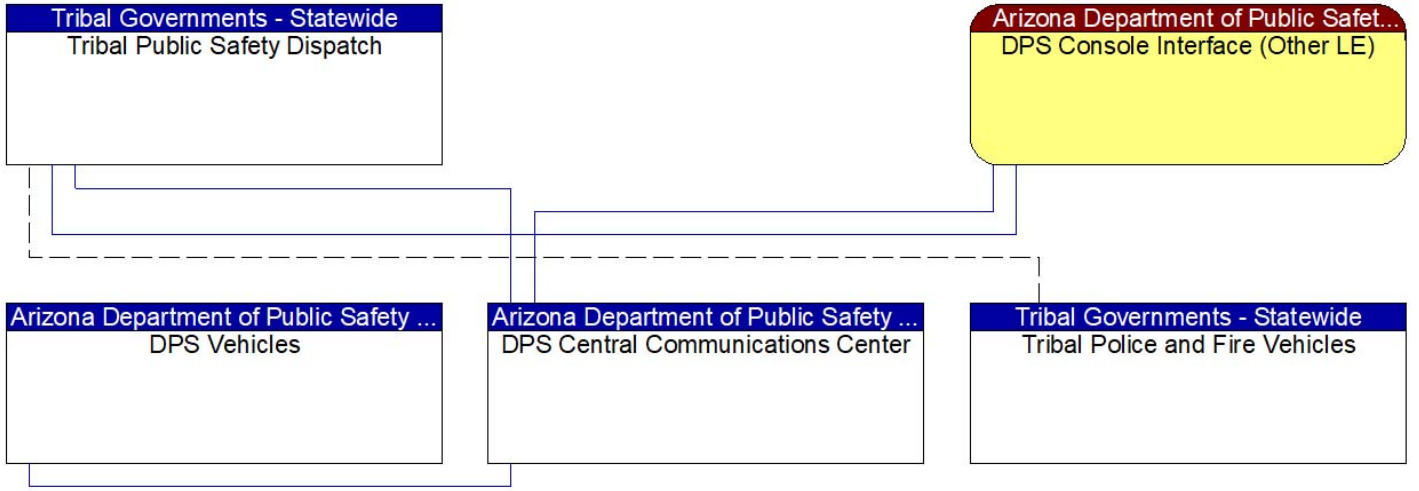 Tribal Governments - Statewide
Tribal Public Safety Dispatch
Arizona Department of Public Safet...
DPS Console Interface (Other LE)
Arizona Department of Public Safety ...
DPS Vehicles
Arizona Department of Public Safety ...
DPS Central Communications Center
Tribal Governments - Statewide
Tribal Police and Fire Vehicles